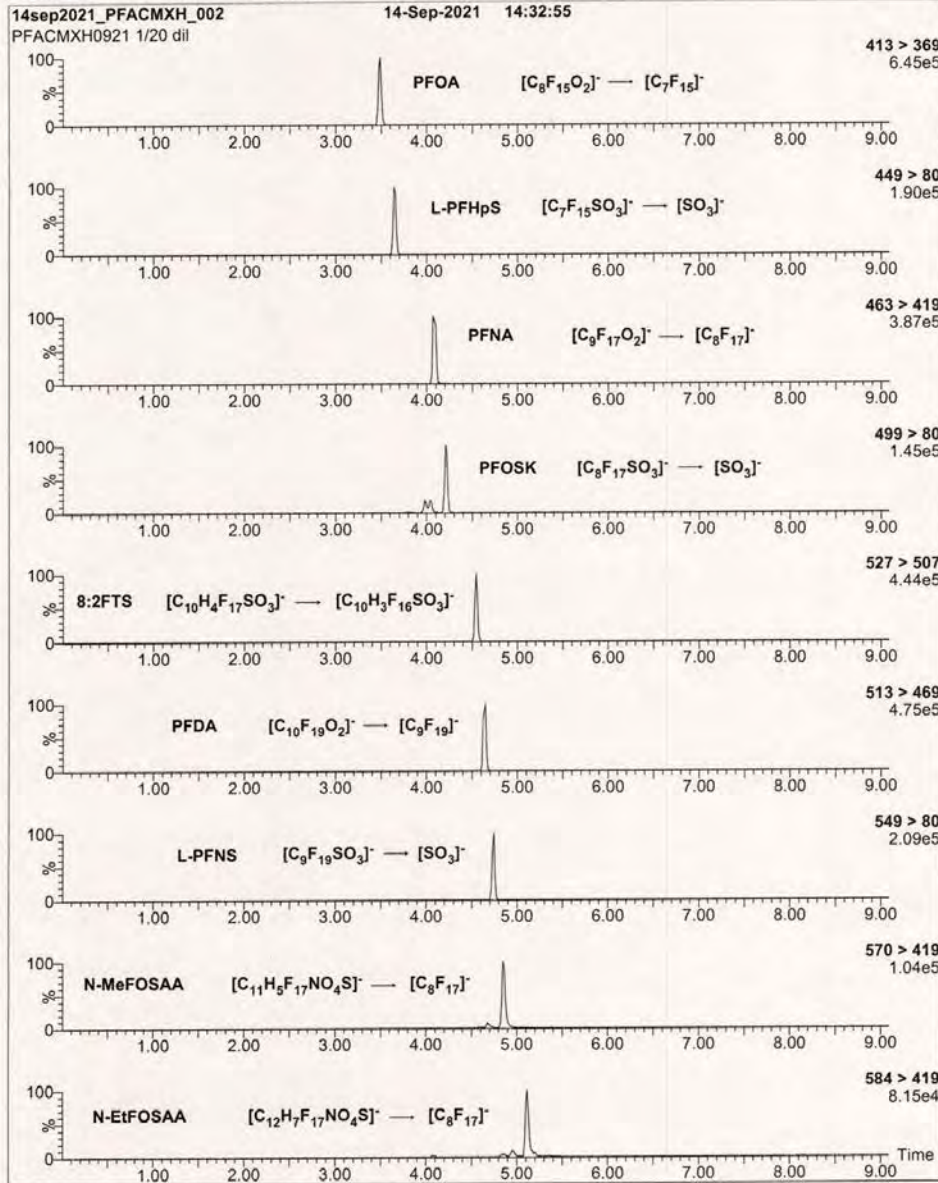 14sep2021_PFACMXH_002 14-Sep-2021 14:32:55
PFACMXH0921 1/20 dil
413 > 369
6.45e5
100
%
0
PFOA [C₈F₁₅O₂]⁻ → [C₇F₁₅]⁻
1.00 2.00 3.00 4.00 5.00 6.00 7.00 8.00 9.00
449 > 80
1.90e5
100
%
0
L-PFHpS [C₇F₁₅SO₃]⁻ → [SO₃]⁻
1.00 2.00 3.00 4.00 5.00 6.00 7.00 8.00 9.00
463 > 419
3.87e5
100
%
0
PFNA [C₉F₁₇O₂]⁻ → [C₈F₁₇]⁻
1.00 2.00 3.00 4.00 5.00 6.00 7.00 8.00 9.00
499 > 80
1.45e5
100
%
0
PFOSK [C₈F₁₇SO₃]⁻ → [SO₃]⁻
1.00 2.00 3.00 4.00 5.00 6.00 7.00 8.00 9.00
527 > 507
4.44e5
100
%
0
8:2FTS [C₁₀H₄F₁₇SO₃]⁻ → [C₁₀H₃F₁₆SO₃]⁻
1.00 2.00 3.00 4.00 5.00 6.00 7.00 8.00 9.00
513 > 469
4.75e5
100
%
0
PFDA [C₁₀F₁₉O₂]⁻ → [C₉F₁₉]⁻
1.00 2.00 3.00 4.00 5.00 6.00 7.00 8.00 9.00
549 > 80
2.09e5
100
%
0
L-PFNS [C₉F₁₉SO₃]⁻ → [SO₃]⁻
1.00 2.00 3.00 4.00 5.00 6.00 7.00 8.00 9.00
570 > 419
1.04e5
100
%
0
N-MeFOSAA [C₁₁H₅F₁₇NO₄S]⁻ → [C₈F₁₇]⁻
1.00 2.00 3.00 4.00 5.00 6.00 7.00 8.00 9.00
584 > 419
8.15e4
100
%
0
N-EtFOSAA [C₁₂H₇F₁₇NO₄S]⁻ → [C₈F₁₇]⁻
Time
1.00 2.00 3.00 4.00 5.00 6.00 7.00 8.00 9.00